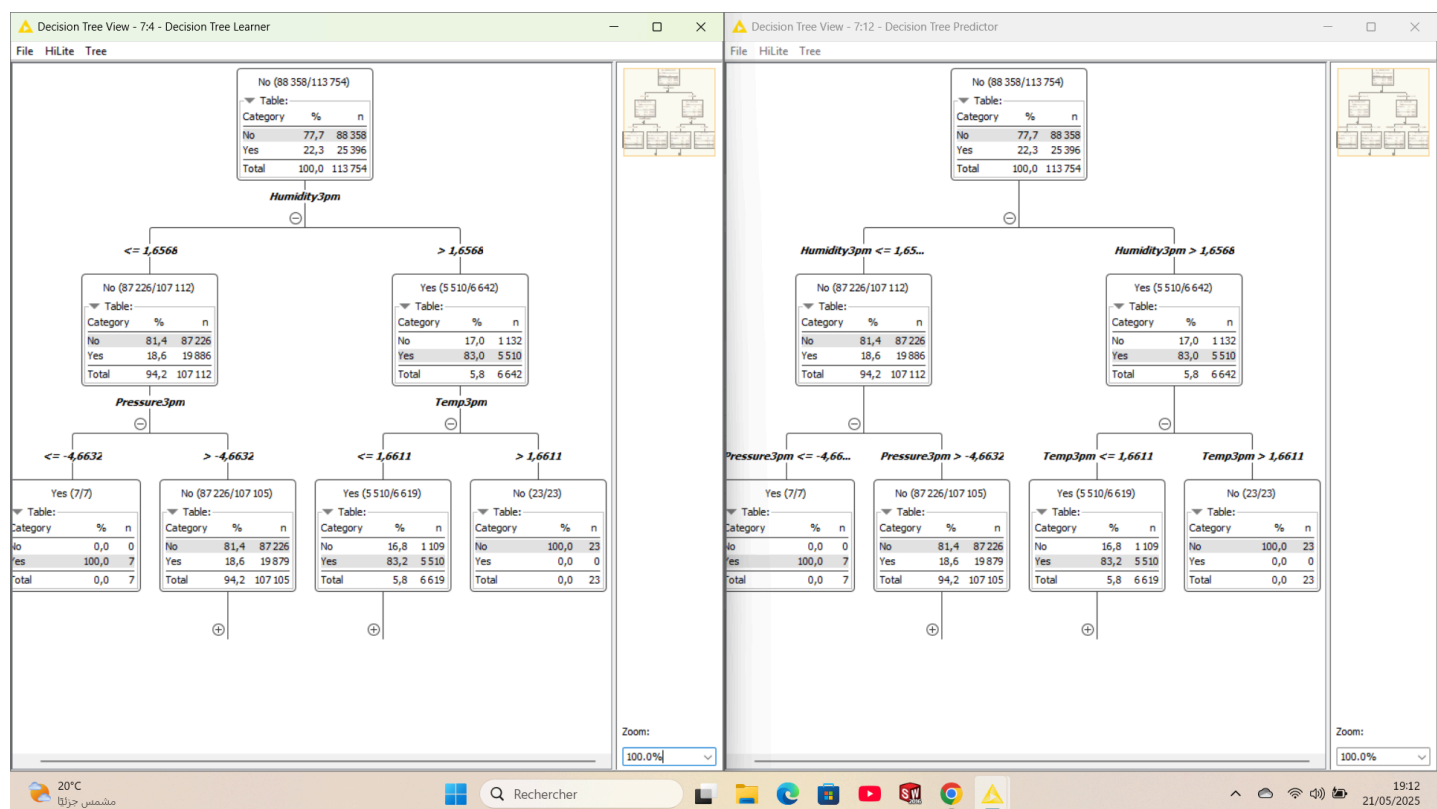 Decision Tree View - 7:4 - Decision Tree Learner
File HiLite Tree
No (88 358/113 754)
Table:
Category % n
No 77,7 88 358
Yes 22,3 25 396
Total 100,0 113 754
Humidity3pm
<= 1,6568 > 1,6568
No (87 226/107 112)
Table:
Category % n
No 81,4 87 226
Yes 18,6 19 886
Total 94,2 107 112
Pressure3pm
Yes (5 510/6 642)
Table:
Category % n
No 17,0 1 132
Yes 83,0 5 510
Total 5,8 6 642
Temp3pm
<= -4,6632 > -4,6632 <= 1,6611 > 1,6611
Yes (7/7)
Table:
Category % n
No 0,0 0
Yes 100,0 7
Total 0,0 7
No (87 226/107 105)
Table:
Category % n
No 81,4 87 226
Yes 18,6 19 879
Total 94,2 107 105
Yes (5 510/6 619)
Table:
Category % n
No 16,8 1 109
Yes 83,2 5 510
Total 5,8 6 619
No (23/23)
Table:
Category % n
No 100,0 23
Yes 0,0 0
Total 0,0 23
Zoom:
100.0%
Decision Tree View - 7:12 - Decision Tree Predictor
File HiLite Tree
No (88 358/113 754)
Table:
Category % n
No 77,7 88 358
Yes 22,3 25 396
Total 100,0 113 754
Humidity3pm <= 1,65... Humidity3pm > 1,6568
No (87 226/107 112)
Table:
Category % n
No 81,4 87 226
Yes 18,6 19 886
Total 94,2 107 112
Yes (5 510/6 642)
Table:
Category % n
No 17,0 1 132
Yes 83,0 5 510
Total 5,8 6 642
Pressure3pm <= -4,66... Pressure3pm > -4,6632 Temp3pm <= 1,6611 Temp3pm > 1,6611
Yes (7/7)
Table:
Category % n
No 0,0 0
Yes 100,0 7
Total 0,0 7
No (87 226/107 105)
Table:
Category % n
No 81,4 87 226
Yes 18,6 19 879
Total 94,2 107 105
Yes (5 510/6 619)
Table:
Category % n
No 16,8 1 109
Yes 83,2 5 510
Total 5,8 6 619
No (23/23)
Table:
Category % n
No 100,0 23
Yes 0,0 0
Total 0,0 23
Zoom:
100.0%
20°C
مشمس جزئيًا
Rechercher
SW
19:12
21/05/2025